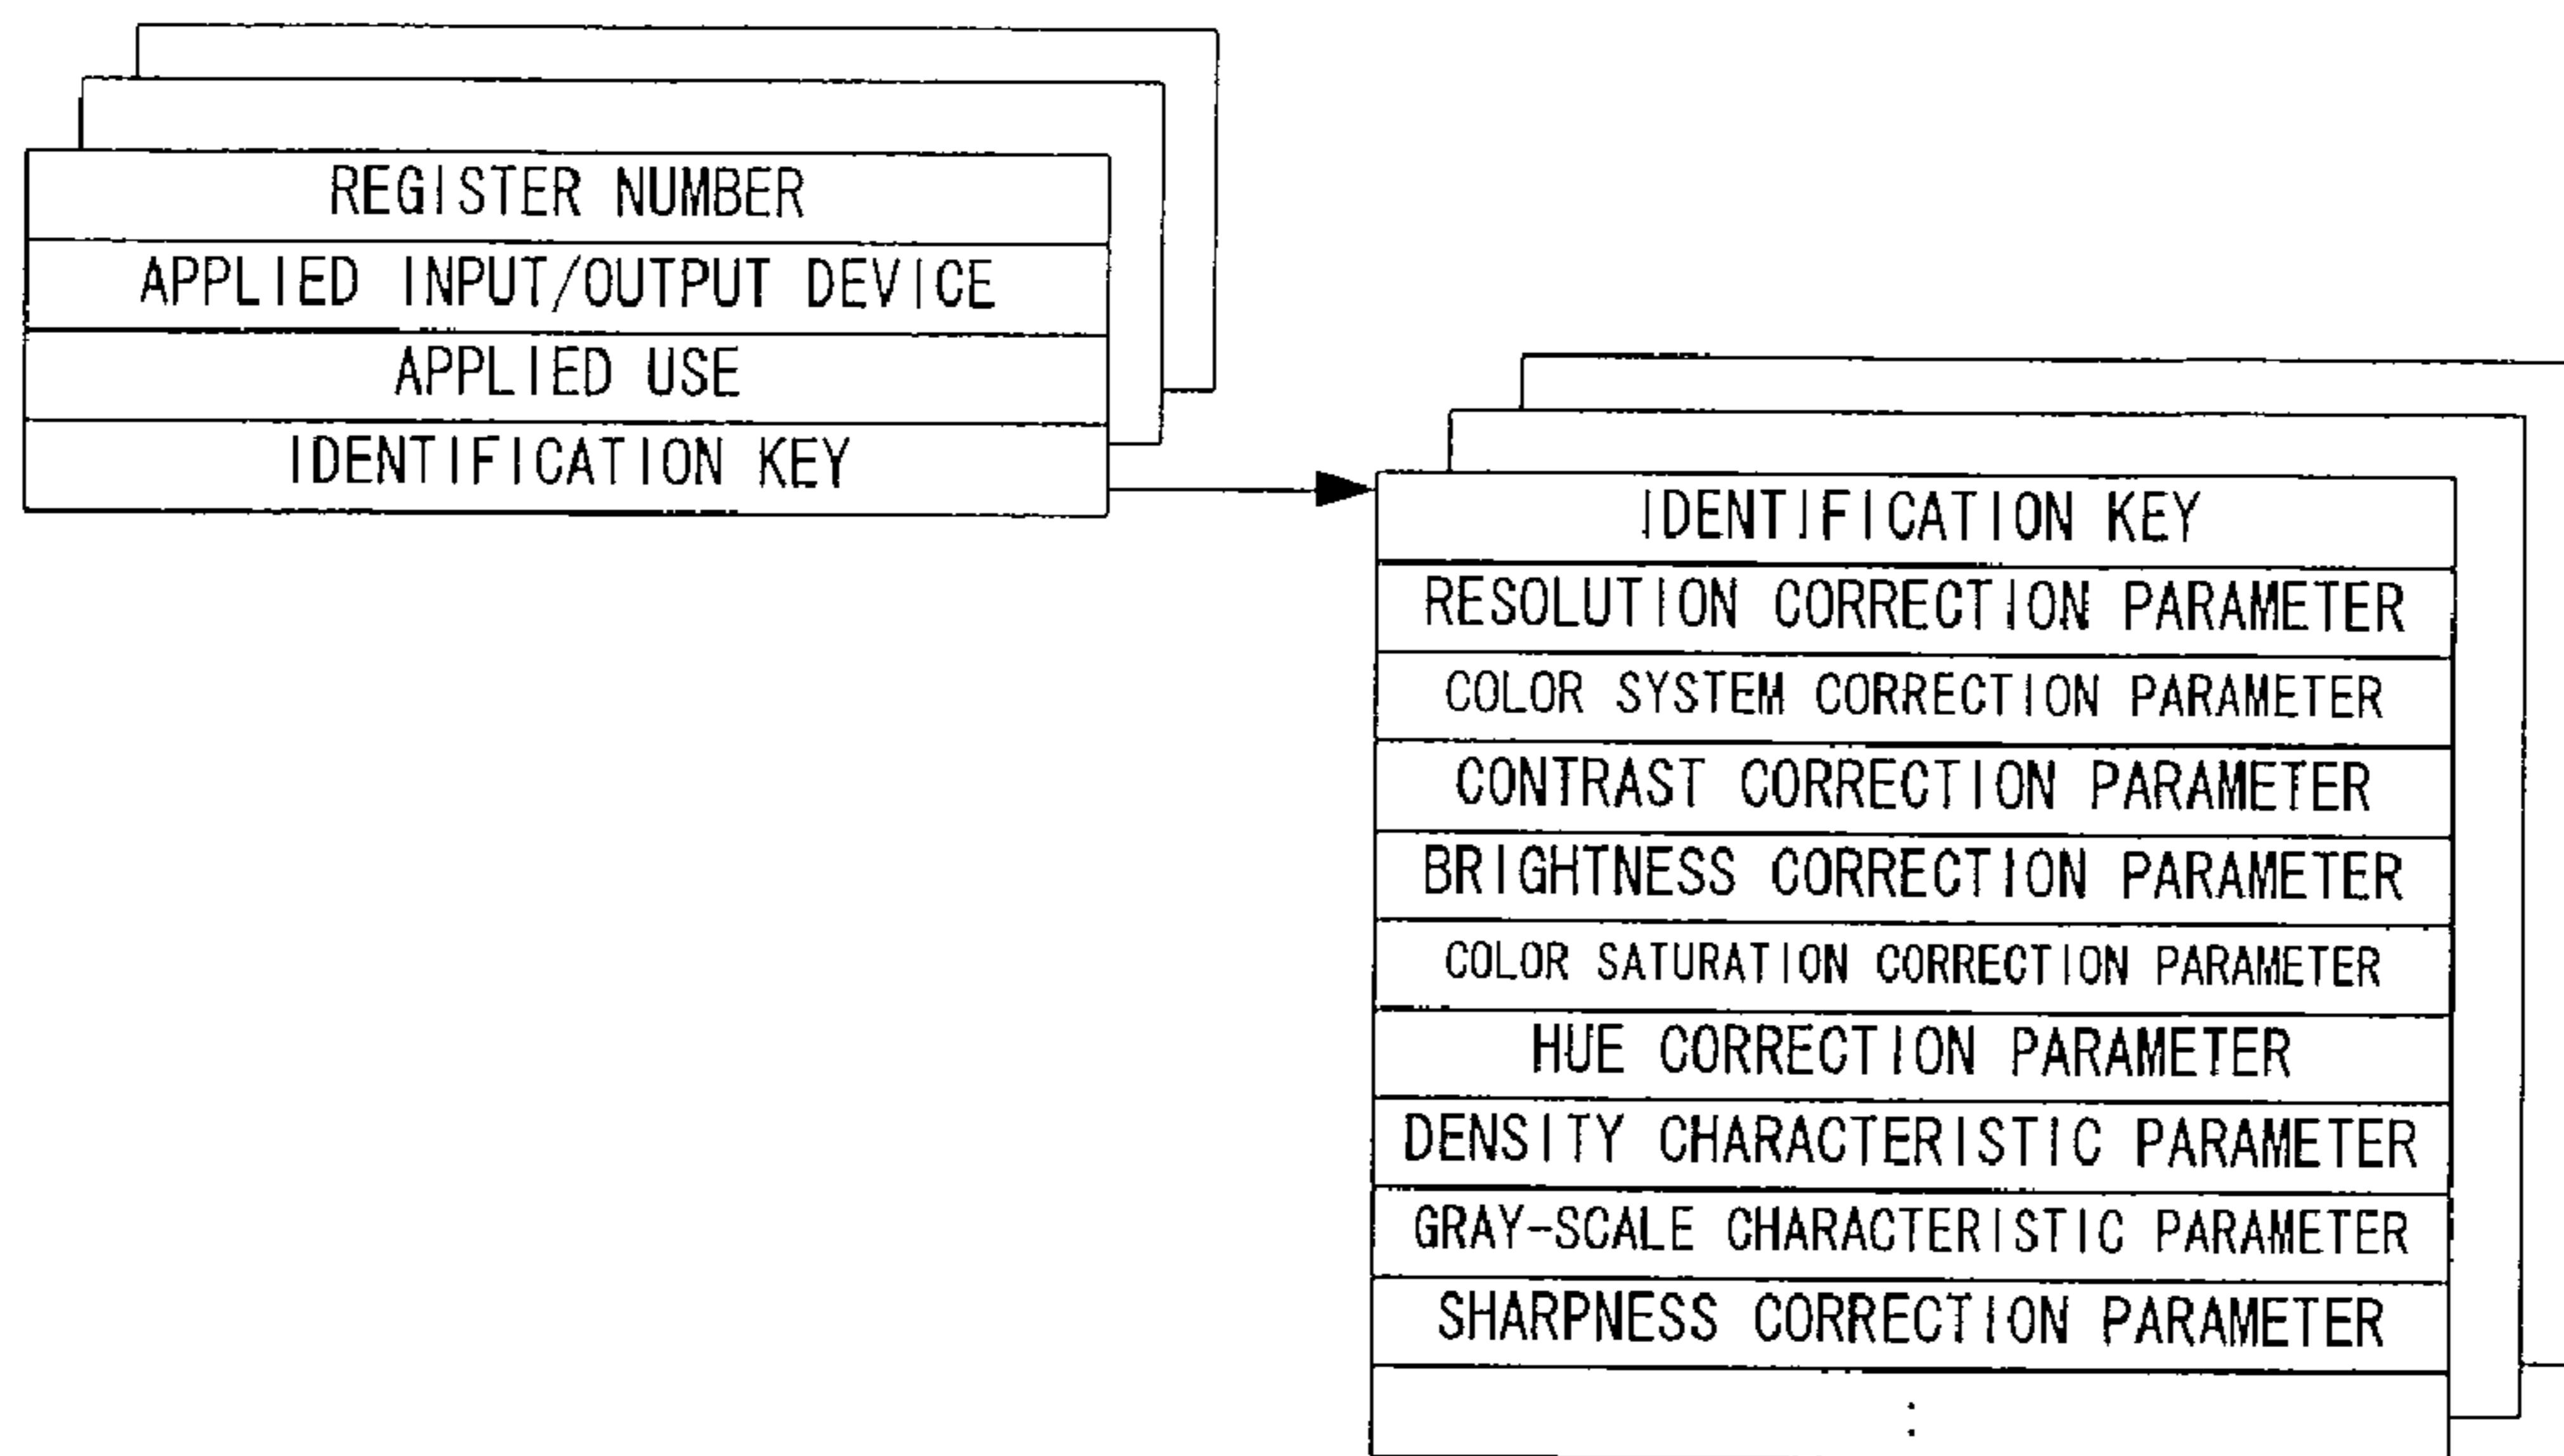 REGISTER NUMBER
APPLIED INPUT/OUTPUT DEVICE
APPLIED USE
IDENTIFICATION KEY
IDENTIFICATION KEY
RESOLUTION CORRECTION PARAMETER
COLOR SYSTEM CORRECTION PARAMETER
CONTRAST CORRECTION PARAMETER
BRIGHTNESS CORRECTION PARAMETER
COLOR SATURATION CORRECTION PARAMETER
HUE CORRECTION PARAMETER
DENSITY CHARACTERISTIC PARAMETER
GRAY-SCALE CHARACTERISTIC PARAMETER
SHARPNESS CORRECTION PARAMETER
: